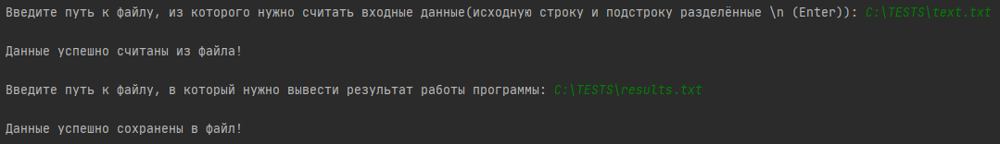 Введите путь к файлу, из которого нужно считать входные данные(исходную строку и подстроку разделённые \n (Enter)): C:\TESTS\text.txt
Данные успешно считаны из файла!
Введите путь к файлу, в который нужно вывести результат работы программы: C:\TESTS\results.txt
Данные успешно сохранены в файл!